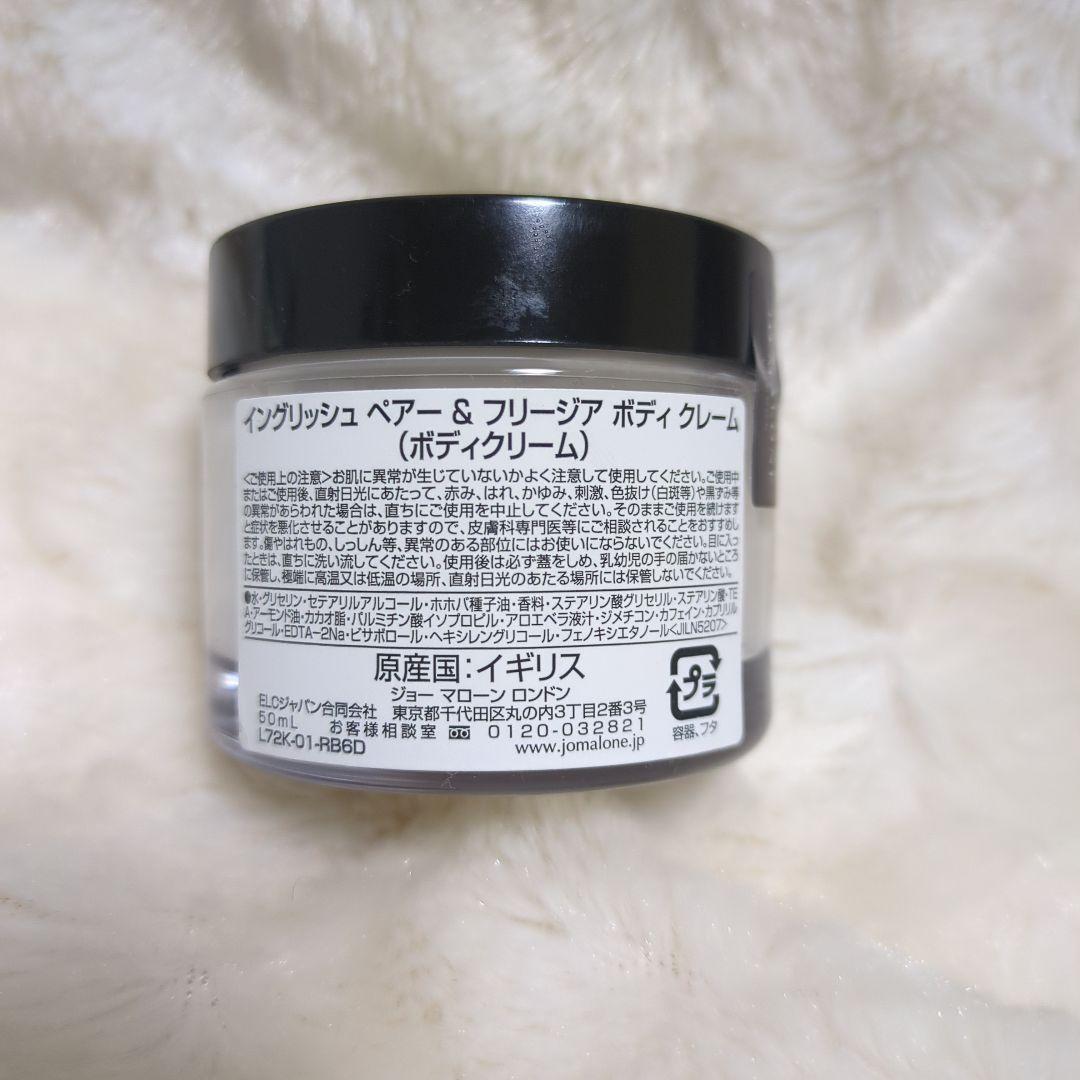 イングリッシュ ペアー & フリージア ボディ クレーム
（ボディクリーム）
<ご使用上の注意>お肌に異常が生じていないかよく注意して使用してください。ご使用中
またはご使用後、直射日光にあたって、赤み、はれ、かゆみ、刺激、色抜け(白斑等)や黒ずみ等
の異常があらわれた場合は、直ちにご使用を中止してください。そのままご使用を続けます
と症状を悪化させることがありますので、皮膚科専門医等にご相談されることをおすすめし
ます。傷やはれもの、しっしん等、異常のある部位にはお使いにならないでください。目に入っ
たときは、直ちに洗い流してください。使用後は必ず蓋をしめ、乳幼児の手の届かないところ
に保管し、極端に高温又は低温の場所、直射日光のあたる場所には保管しないでください。
●水・グリセリン・セテアリルアルコール・ホホバ種子油・香料・ステアリン酸グリセリル・ステアリン酸・TE
A・アーモンド油・カカオ脂・パルミチン酸イソプロピル・アロエベラ液汁・ジメチコン・カフェイン・カプリリル
グリコール・EDTA-2Na・ビサボロール・ヘキシレングリコール・フェノキシエタノール<JILN5207>
原産国：イギリス
ジョー マローン ロンドン
ELCジャパン合同会社 東京都千代田区丸の内3丁目2番3号
50mL お客様相談室 0120-032821
L72K-01-RB6D www.jomalone.jp
プラ
容器、フタ